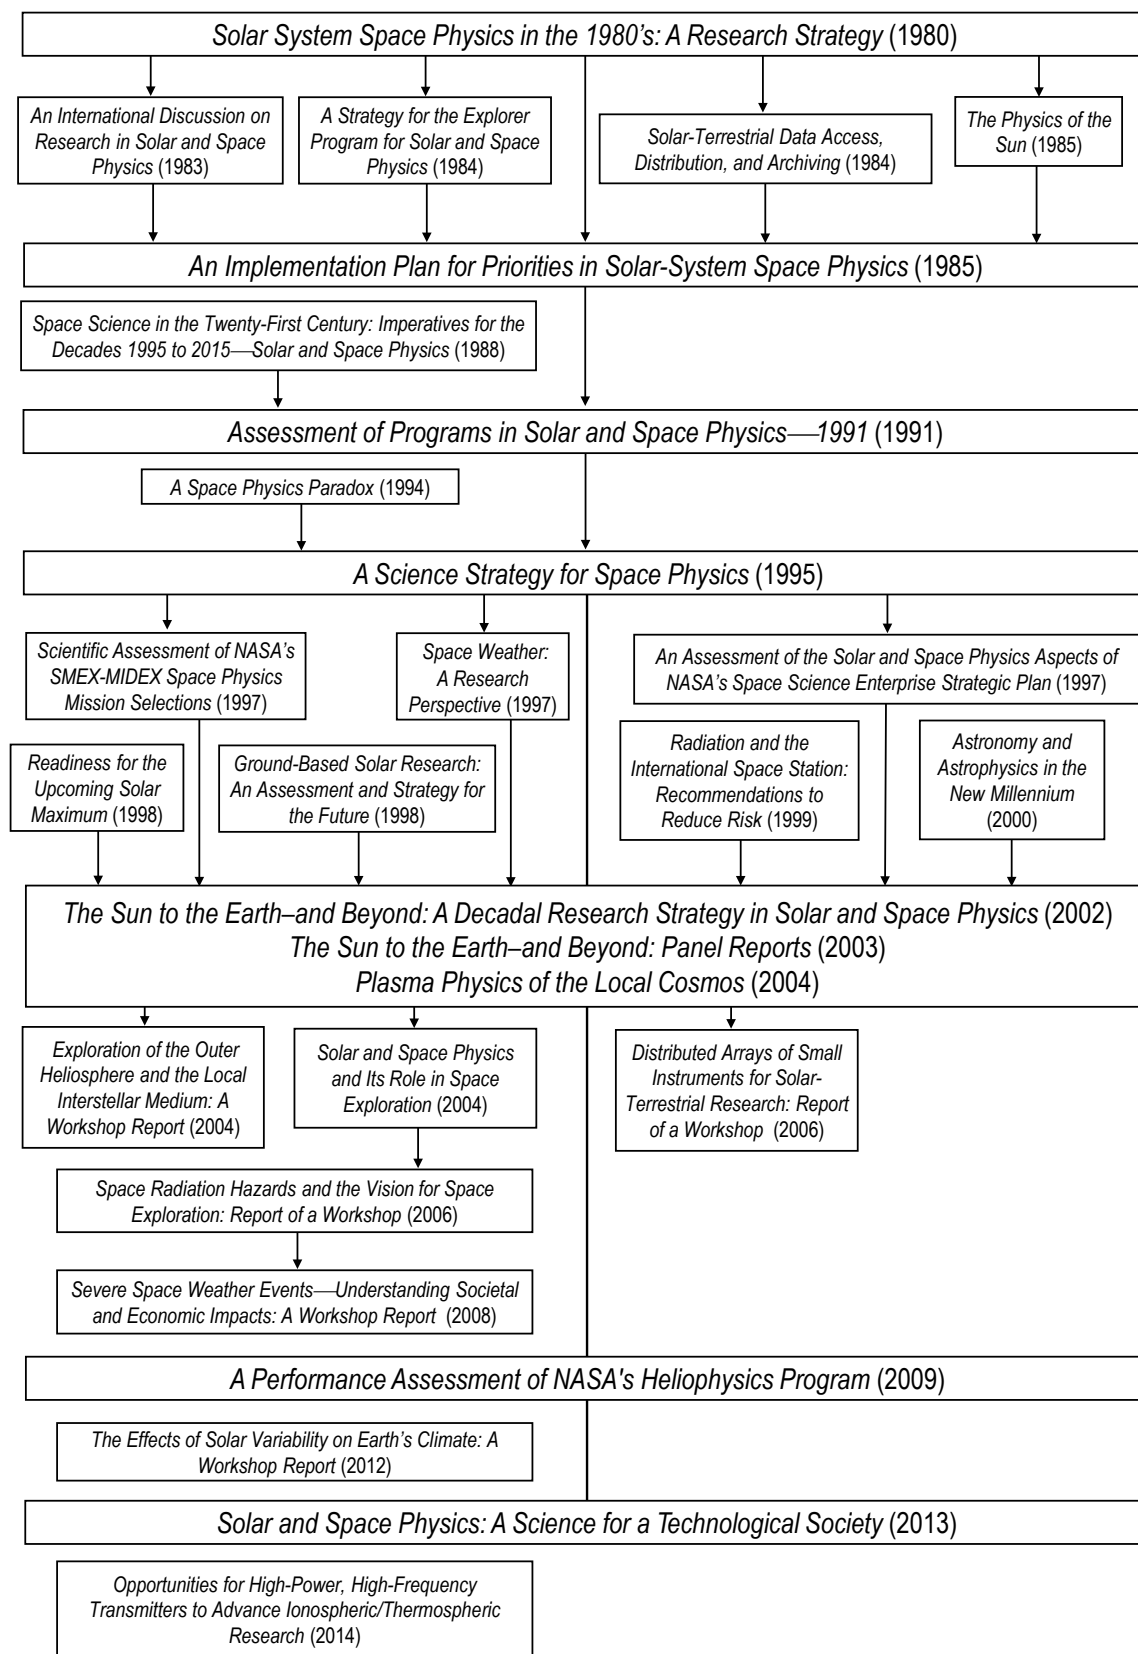 Solar System Space Physics in the 1980's: A Research Strategy (1980)
An International Discussion on
Research in Solar and Space
Physics (1983)
A Strategy for the Explorer
Program for Solar and Space
Physics (1984)
Solar-Terrestrial Data Access,
Distribution, and Archiving (1984)
The Physics of the
Sun (1985)
An Implementation Plan for Priorities in Solar-System Space Physics (1985)
Space Science in the Twenty-First Century: Imperatives for the
Decades 1995 to 2015—Solar and Space Physics (1988)
Assessment of Programs in Solar and Space Physics—1991 (1991)
A Space Physics Paradox (1994)
A Science Strategy for Space Physics (1995)
Scientific Assessment of NASA's
SMEX-MIDEX Space Physics
Mission Selections (1997)
Space Weather:
A Research
Perspective (1997)
An Assessment of the Solar and Space Physics Aspects of
NASA's Space Science Enterprise Strategic Plan (1997)
Readiness for the
Upcoming Solar
Maximum (1998)
Ground-Based Solar Research:
An Assessment and Strategy for
the Future (1998)
Radiation and the
International Space Station:
Recommendations to
Reduce Risk (1999)
Astronomy and
Astrophysics in the
New Millennium
(2000)
The Sun to the Earth–and Beyond: A Decadal Research Strategy in Solar and Space Physics (2002)
The Sun to the Earth–and Beyond: Panel Reports (2003)
Plasma Physics of the Local Cosmos (2004)
Exploration of the Outer
Heliosphere and the Local
Interstellar Medium: A
Workshop Report (2004)
Solar and Space Physics
and Its Role in Space
Exploration (2004)
Distributed Arrays of Small
Instruments for Solar-
Terrestrial Research: Report
of a Workshop (2006)
Space Radiation Hazards and the Vision for Space
Exploration: Report of a Workshop (2006)
Severe Space Weather Events—Understanding Societal
and Economic Impacts: A Workshop Report (2008)
A Performance Assessment of NASA's Heliophysics Program (2009)
The Effects of Solar Variability on Earth's Climate: A
Workshop Report (2012)
Solar and Space Physics: A Science for a Technological Society (2013)
Opportunities for High-Power, High-Frequency
Transmitters to Advance Ionospheric/Thermospheric
Research (2014)